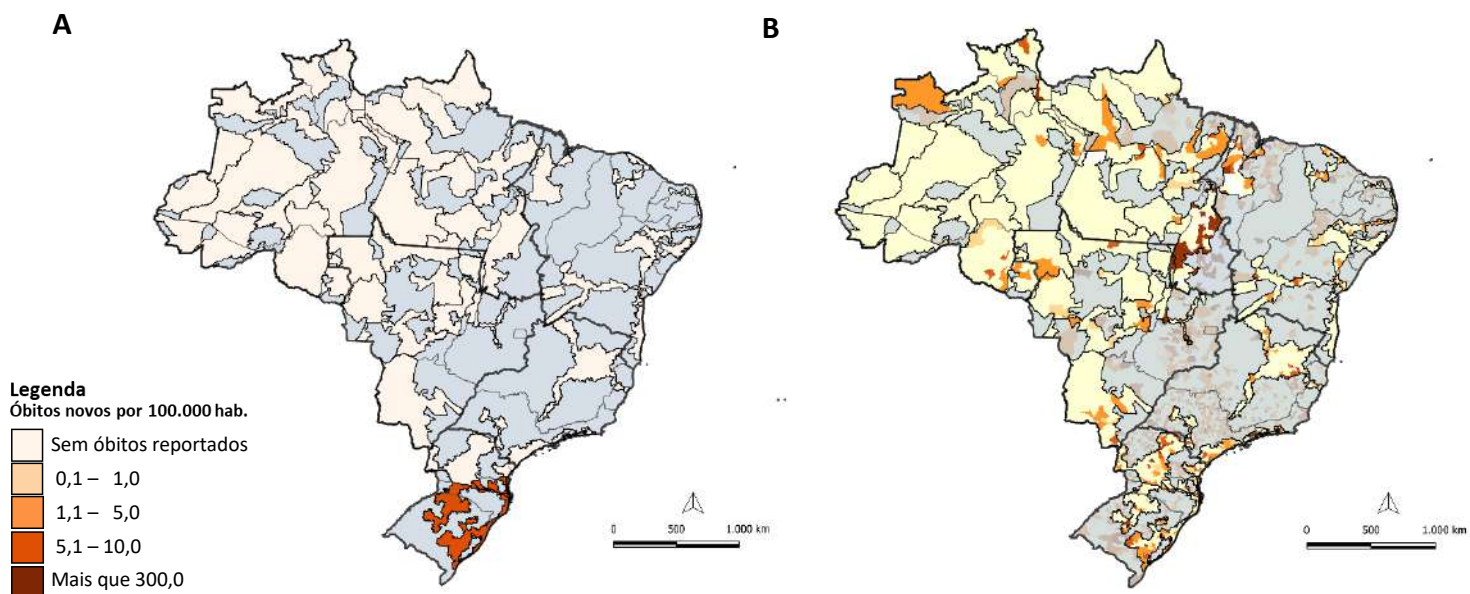 A
B
Legenda
Óbitos novos por 100.000 hab.
Sem óbitos reportados
0,1 – 1,0
1,1 – 5,0
5,1 – 10,0
Mais que 300,0
0 500 1.000 km
0 500 1.000 km